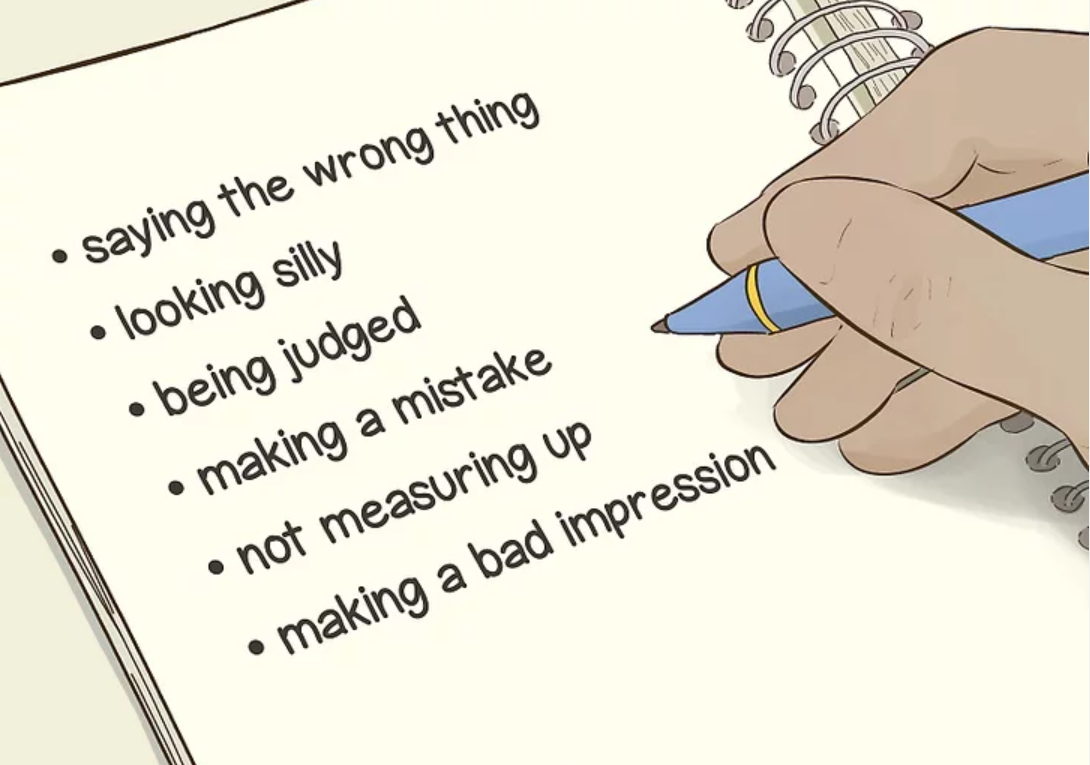 • saying the wrong thing
• looking silly
• being judged
• making a mistake
• not measuring up
• making a bad impression